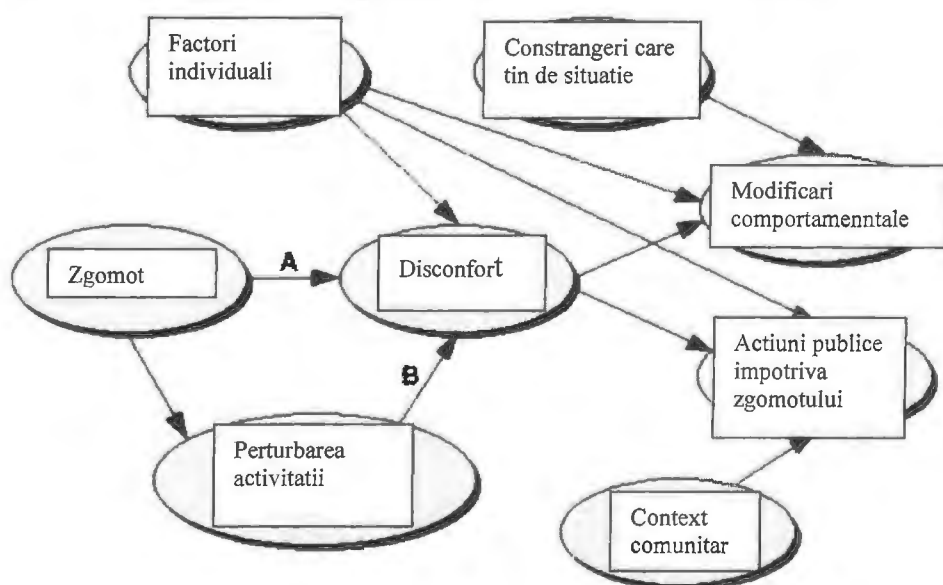 Factori
individuali
Constrangeri care
tin de situatie
Modificari
comportamenntale
Zgomot
A
Disconfort
B
Actiuni publice
impotriva
zgomotului
Perturbarea
activitatii
Context
comunitar